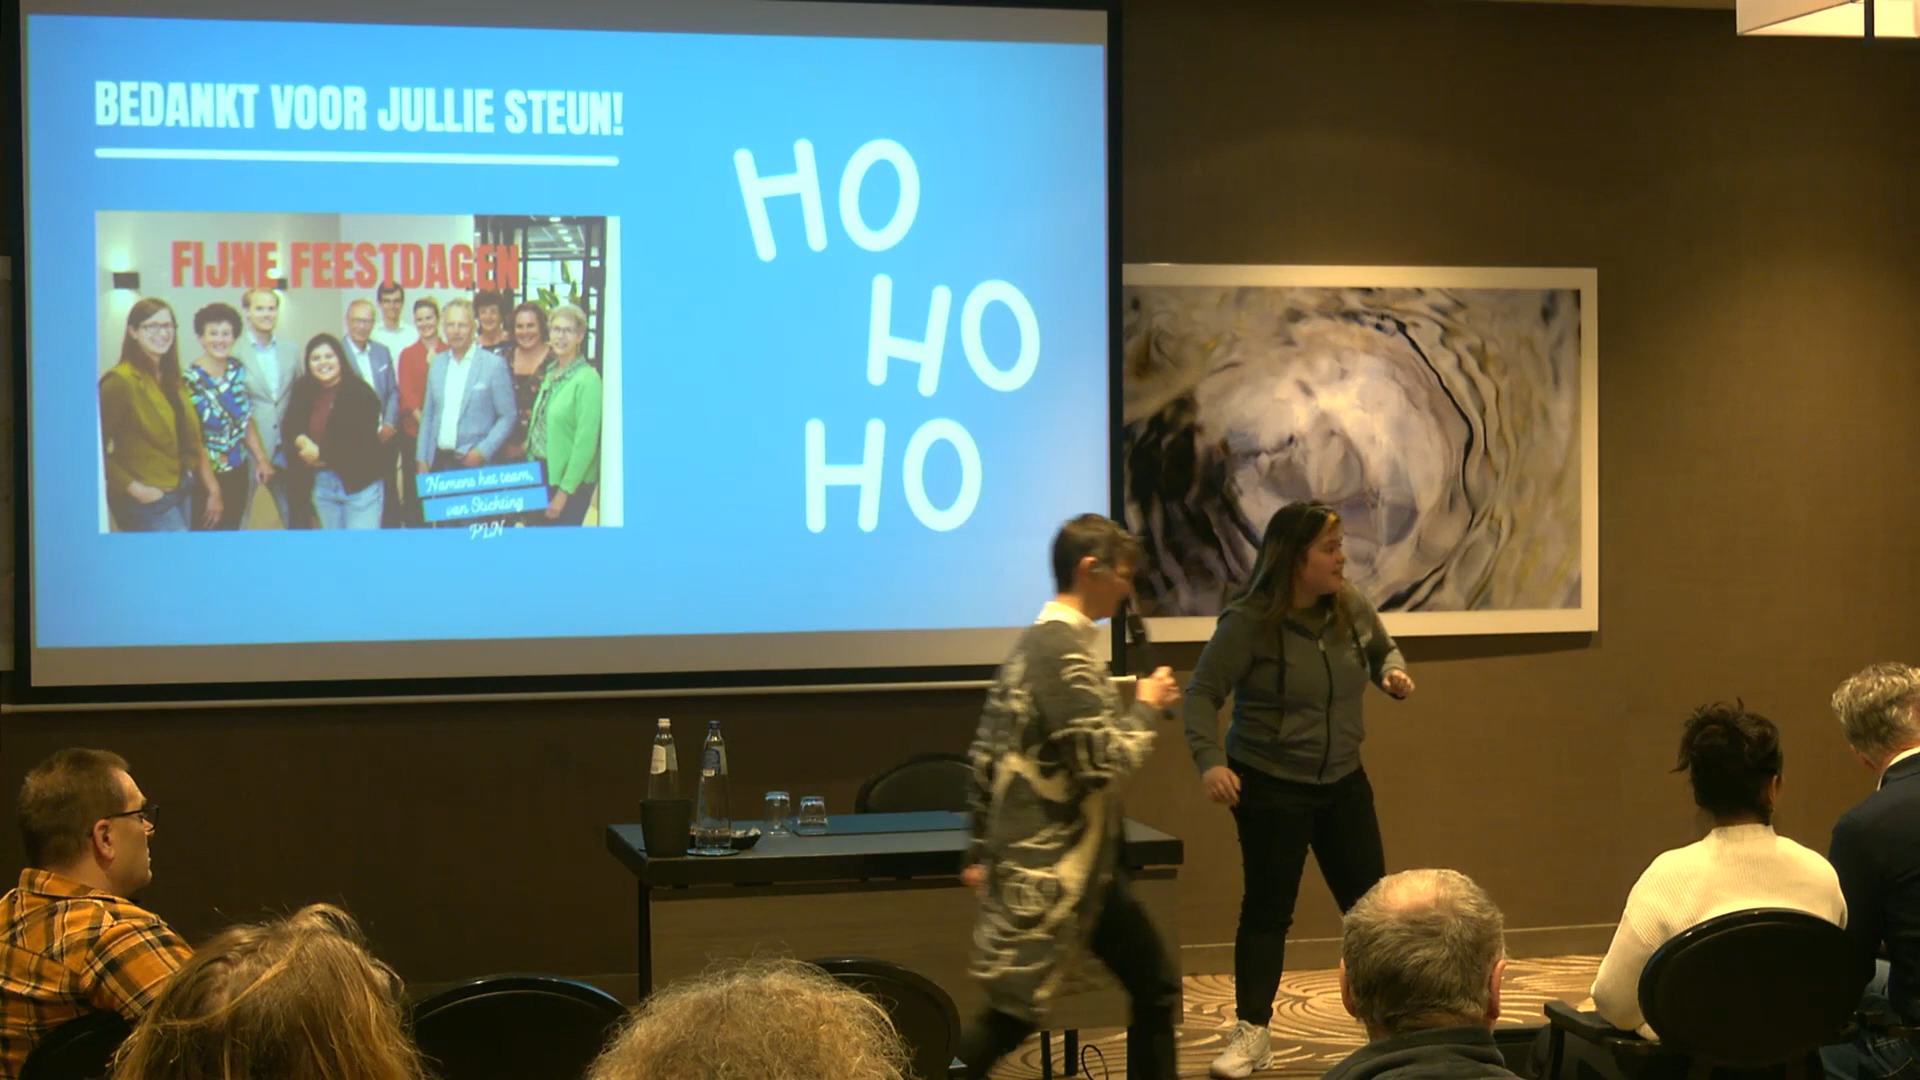 BEDANKT VOOR JULLIE STEUN!
FIJNE FEESTDAGEN
Namens het team,
van Stichting
PLN
HO
HO
HO